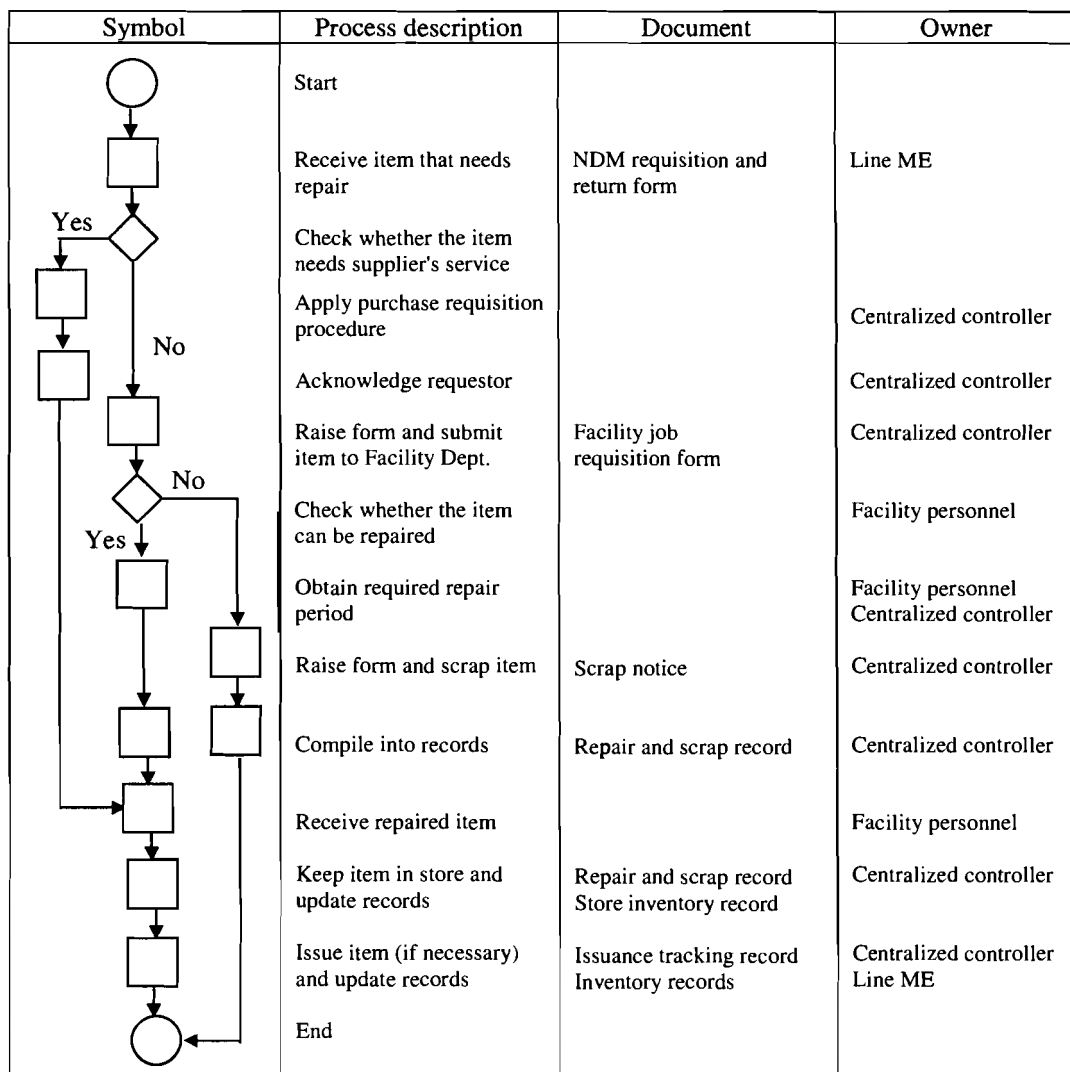 Symbol Process description Document Owner
Start
Receive item that needs NDM requisition and Line ME
repair return form
Yes
Check whether the item
needs supplier's service
Apply purchase requisition
procedure Centralized controller
No
Acknowledge requestor Centralized controller
Raise form and submit Facility job Centralized controller
item to Facility Dept. requisition form
No
Check whether the item Facility personnel
can be repaired
Yes
Obtain required repair Facility personnel
period Centralized controller
Raise form and scrap item Scrap notice Centralized controller
Compile into records Repair and scrap record Centralized controller
Receive repaired item Facility personnel
Keep item in store and Repair and scrap record Centralized controller
update records Store inventory record
Issue item (if necessary) Issuance tracking record Centralized controller
and update records Inventory records Line ME
End